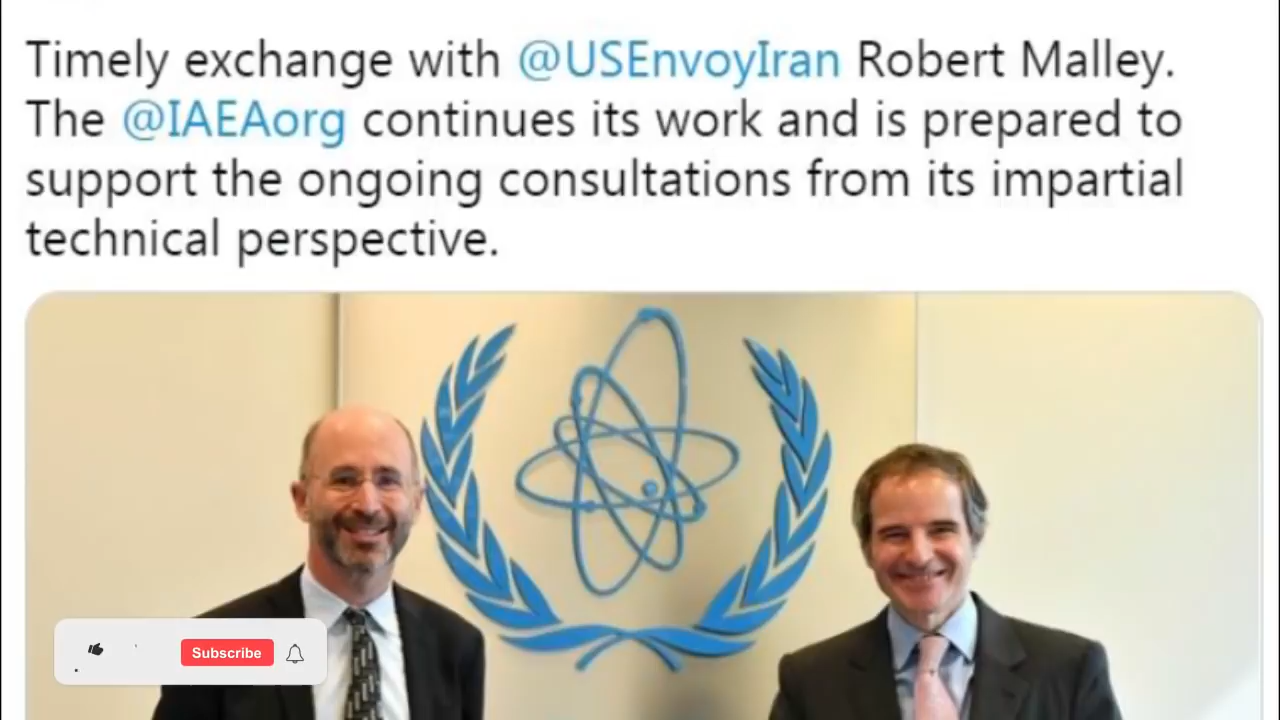 Timely exchange with @USEnvoyIran Robert Malley.
The @IAEAorg continues its work and is prepared to
support the ongoing consultations from its impartial
technical perspective.
Subscribe